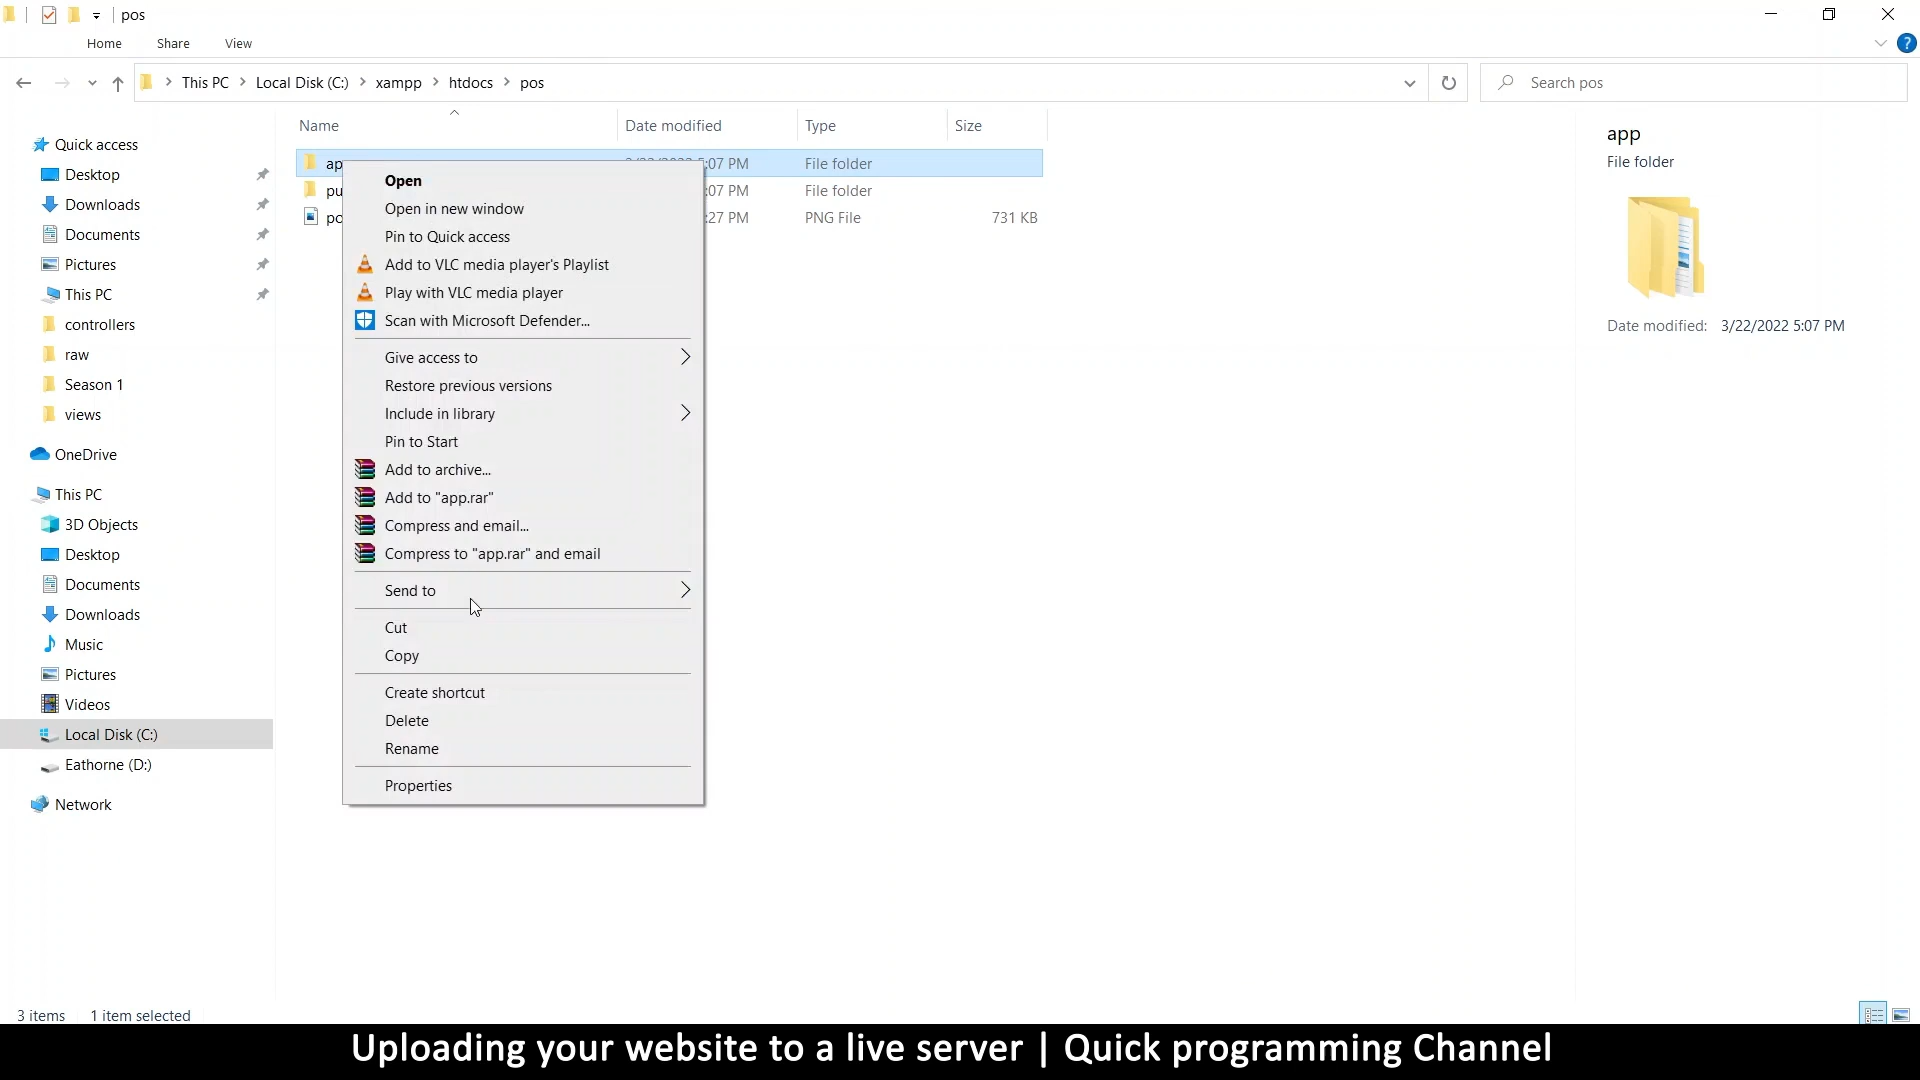 pos
Home Share View
This PC > Local Disk (C:) > xampp > htdocs > pos
Search pos
Name Date modified Type Size
Quick access
Desktop
Downloads
Documents
Pictures
This PC
controllers
raw
Season 1
views
OneDrive
This PC
3D Objects
Desktop
Documents
Downloads
Music
Pictures
Videos
Local Disk (C:)
Eathorne (D:)
Network
:07 PM File folder
:07 PM File folder
:27 PM PNG File 731 KB
Open
Open in new window
Pin to Quick access
Add to VLC media player's Playlist
Play with VLC media player
Scan with Microsoft Defender...
Give access to
Restore previous versions
Include in library
Pin to Start
Add to archive...
Add to "app.rar"
Compress and email...
Compress to "app.rar" and email
Send to
Cut
Copy
Create shortcut
Delete
Rename
Properties
app
File folder
Date modified: 3/22/2022 5:07 PM
3 items 1 item selected
Uploading your website to a live server | Quick programming Channel